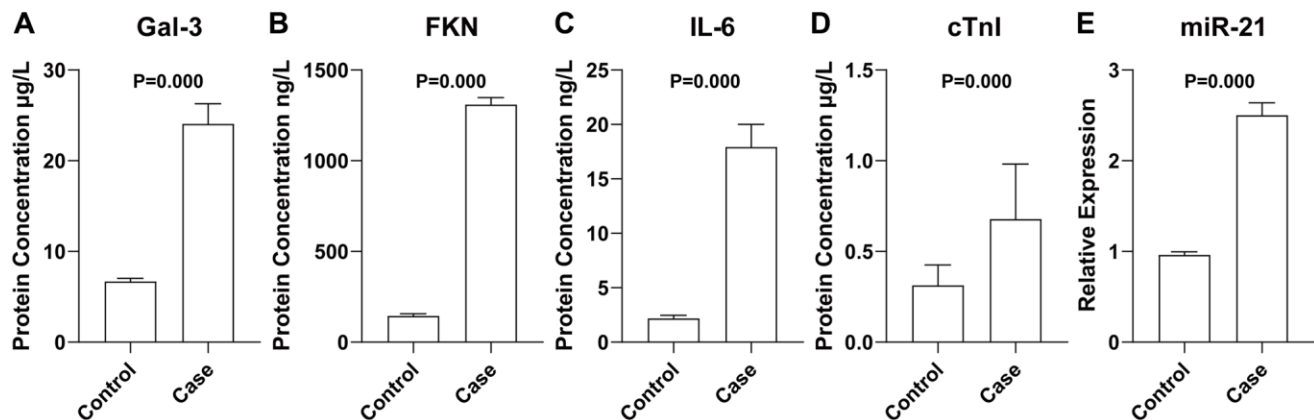 A Gal-3
P=0.000
Protein Concentration µg/L
30
20
10
0
Control
Case
B FKN
P=0.000
Protein Concentration ng/L
1500
1000
500
0
Control
Case
C IL-6
P=0.000
Protein Concentration ng/L
25
20
15
10
5
0
Control
Case
D cTnI
P=0.000
Protein Concentration µg/L
1.5
1.0
0.5
0.0
Control
Case
E miR-21
P=0.000
Relative Expression
3
2
1
0
Control
Case